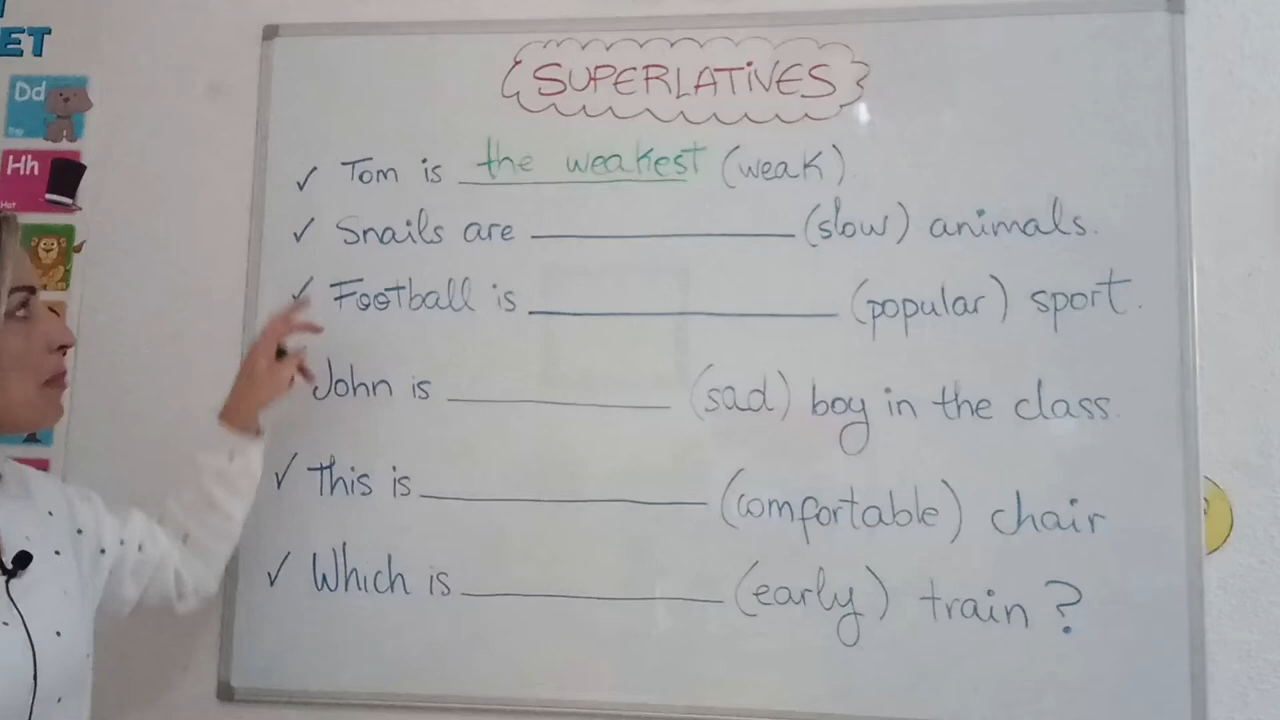 ET
Dd
Hh
Hat
SUPERLATIVES
✓ Tom is the weakest (weak)
✓ Snails are __________ (slow) animals.
✓ Football is __________ (popular) sport.
John is __________ (sad) boy in the class.
✓ This is __________ (comfortable) chair
✓ Which is __________ (early) train?